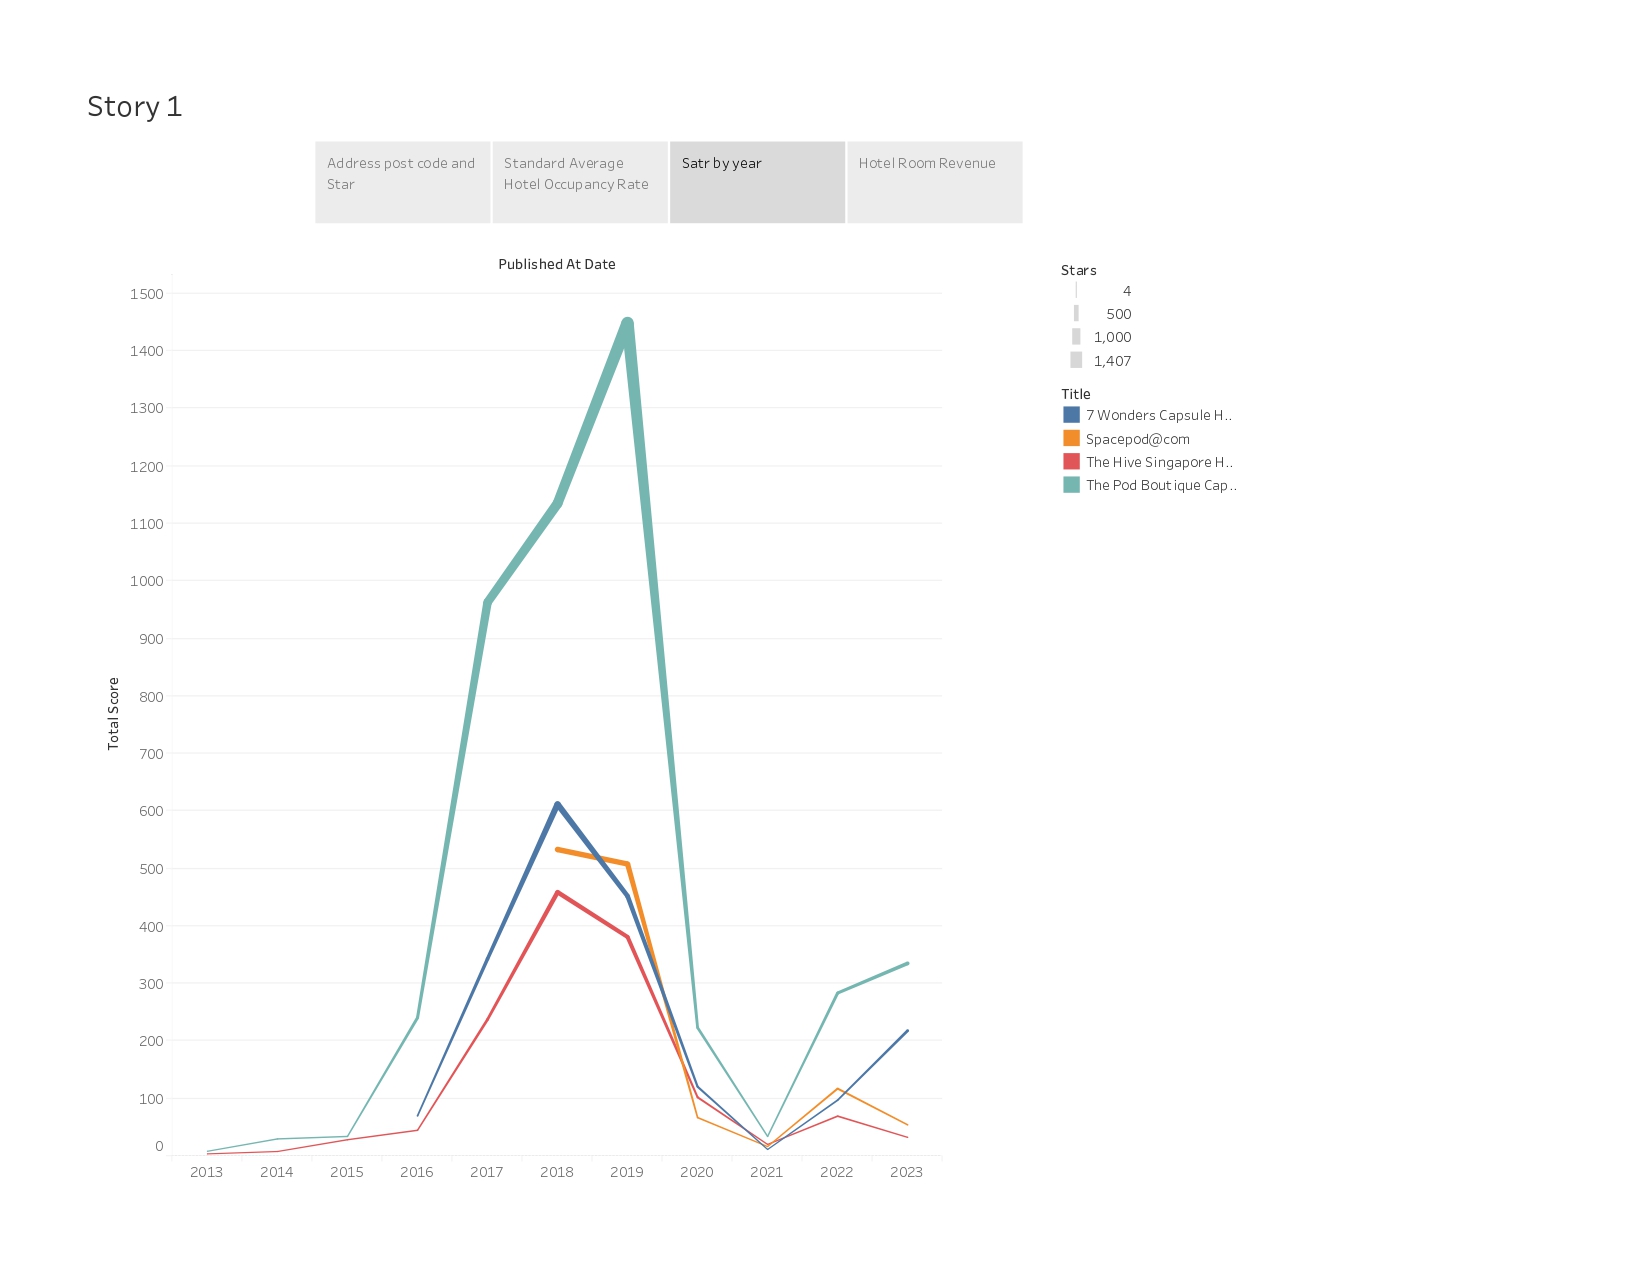 Story 1
Address post code and
Star
Standard Average
Hotel Occupancy Rate
Satr by year
Hotel Room Revenue
Published At Date
1500
1400
1300
1200
1100
1000
900
800
700
600
500
400
300
200
100
0
Total Score
2013 2014 2015 2016 2017 2018 2019 2020 2021 2022 2023
Stars
4
500
1,000
1,407
Title
7 Wonders Capsule H..
Spacepod@com
The Hive Singapore H..
The Pod Boutique Cap..